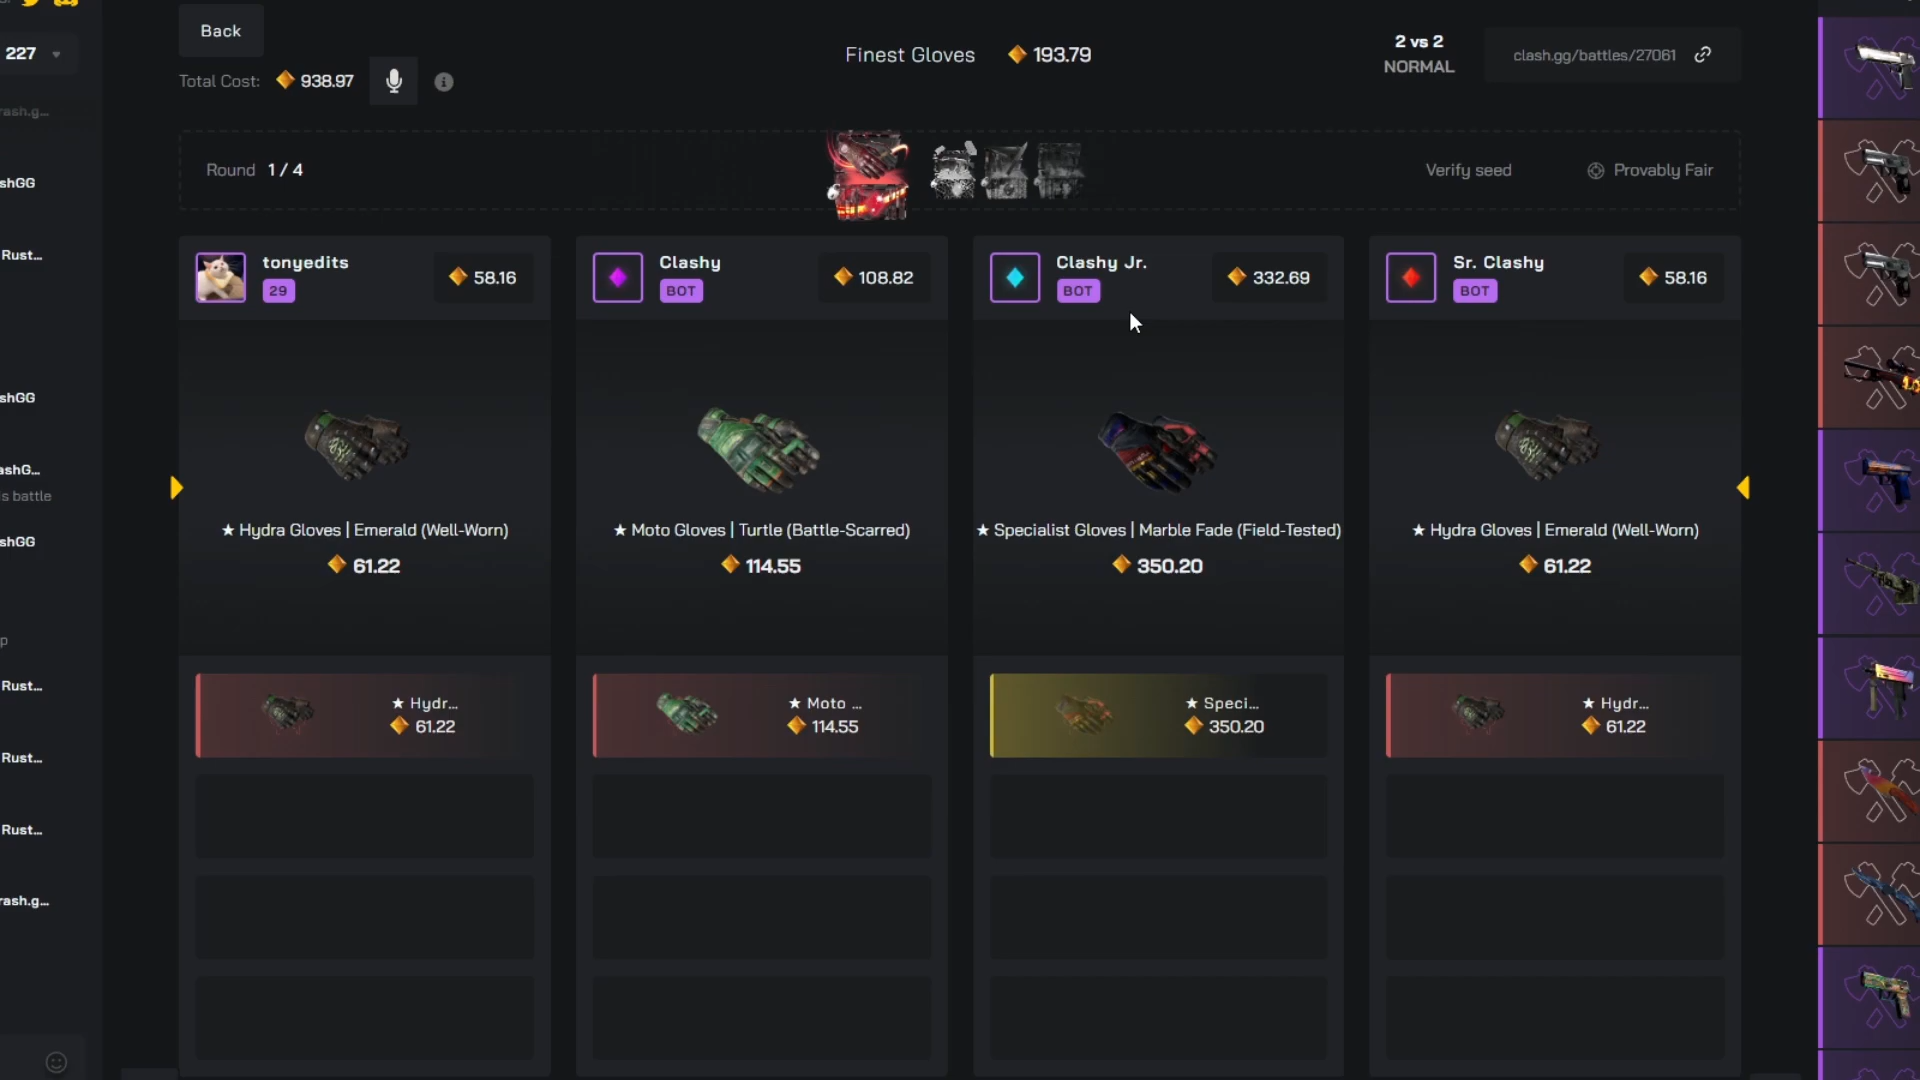 Back
227
Total Cost: 938.97
Finest Gloves 193.79
2 vs 2
NORMAL
clash.gg/battles/27061
rash.g...
Round 1 / 4
Verify seed
Provably Fair
shGG
Rust...
shGG
ashG...
s battle
shGG
p
Rust...
Rust...
Rust...
rash.g...
tonyedits
29
58.16
★ Hydra Gloves | Emerald (Well-Worn)
61.22
★ Hydr...
61.22
Clashy
BOT
108.82
★ Moto Gloves | Turtle (Battle-Scarred)
114.55
★ Moto ...
114.55
Clashy Jr.
BOT
332.69
★ Specialist Gloves | Marble Fade (Field-Tested)
350.20
★ Speci...
350.20
Sr. Clashy
BOT
58.16
★ Hydra Gloves | Emerald (Well-Worn)
61.22
★ Hydr...
61.22